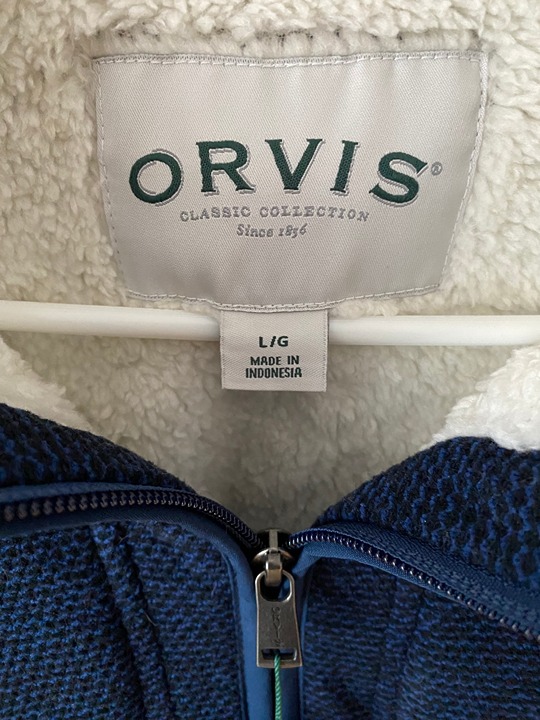 ORVIS®
CLASSIC COLLECTION
Since 1856
L/G
MADE IN
INDONESIA